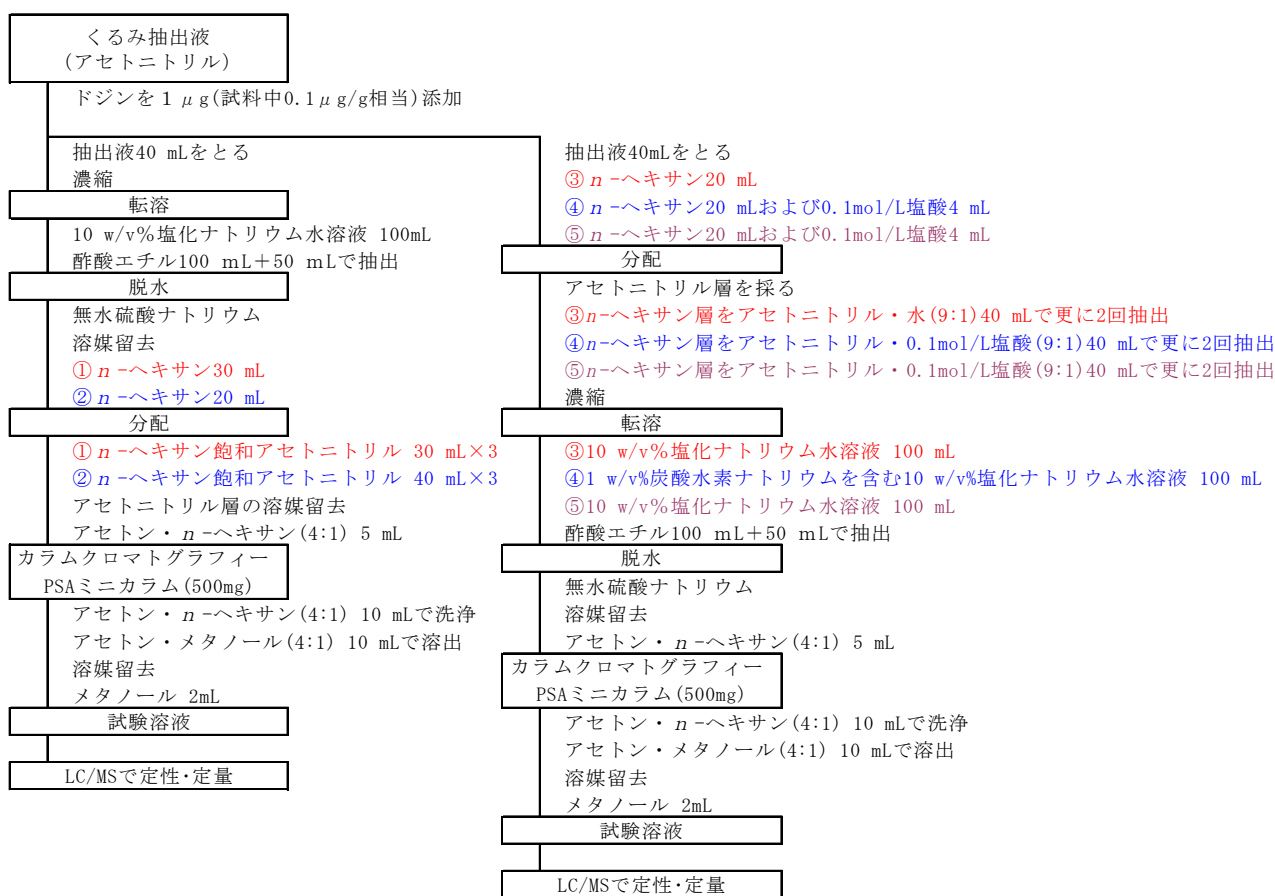 くるみ抽出液
(アセトニトリル)
ドジンを１μg(試料中0.1μg/g相当)添加
抽出液40 mLをとる
濃縮
転溶
10 w/v％塩化ナトリウム水溶液 100mL
酢酸エチル100 mL＋50 mLで抽出
脱水
無水硫酸ナトリウム
溶媒留去
①n-ヘキサン30 mL
②n-ヘキサン20 mL
分配
①n-ヘキサン飽和アセトニトリル 30 mL×3
②n-ヘキサン飽和アセトニトリル 40 mL×3
アセトニトリル層の溶媒留去
アセトン・n-ヘキサン(4:1) 5 mL
カラムクロマトグラフィー
PSAミニカラム(500mg)
アセトン・n-ヘキサン(4:1) 10 mLで洗浄
アセトン・メタノール(4:1) 10 mLで溶出
溶媒留去
メタノール 2mL
試験溶液
LC/MSで定性・定量
抽出液40mLをとる
③n-ヘキサン20 mL
④n-ヘキサン20 mLおよび0.1mol/L塩酸4 mL
⑤n-ヘキサン20 mLおよび0.1mol/L塩酸4 mL
分配
アセトニトリル層を採る
③n-ヘキサン層をアセトニトリル・水(9:1)40 mLで更に2回抽出
④n-ヘキサン層をアセトニトリル・0.1mol/L塩酸(9:1)40 mLで更に2回抽出
⑤n-ヘキサン層をアセトニトリル・0.1mol/L塩酸(9:1)40 mLで更に2回抽出
濃縮
転溶
③10 w/v％塩化ナトリウム水溶液 100 mL
④1 w/v%炭酸水素ナトリウムを含む10 w/v%塩化ナトリウム水溶液 100 mL
⑤10 w/v％塩化ナトリウム水溶液 100 mL
酢酸エチル100 mL＋50 mLで抽出
脱水
無水硫酸ナトリウム
溶媒留去
アセトン・n-ヘキサン(4:1) 5 mL
カラムクロマトグラフィー
PSAミニカラム(500mg)
アセトン・n-ヘキサン(4:1) 10 mLで洗浄
アセトン・メタノール(4:1) 10 mLで溶出
溶媒留去
メタノール 2mL
試験溶液
LC/MSで定性・定量